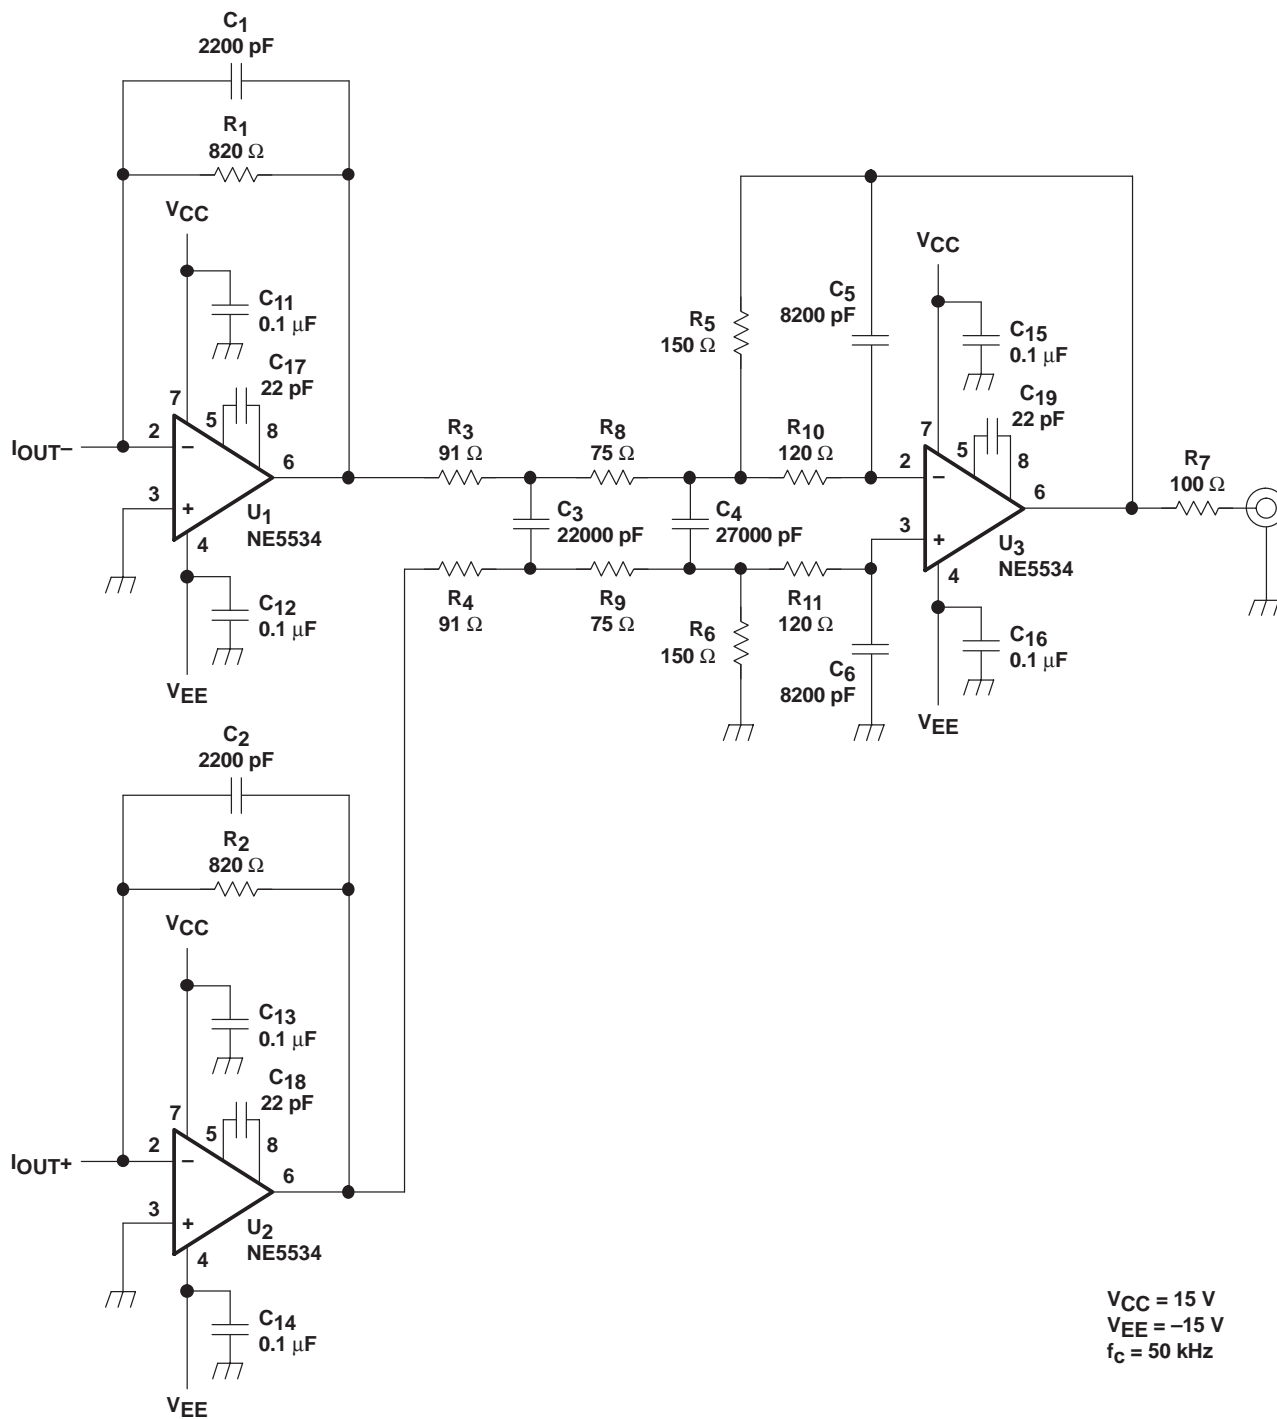 C1
2200 pF
R1
820 Ω
VCC
C11
0.1 μF
C17
22 pF
7
5
8
IOUT–
2
–
6
3
+
U1
NE5534
4
C12
0.1 μF
VEE
R3
91 Ω
R8
75 Ω
R10
120 Ω
R5
150 Ω
C5
8200 pF
C3
22000 pF
C4
27000 pF
R4
91 Ω
R9
75 Ω
R11
120 Ω
R6
150 Ω
C6
8200 pF
VCC
C15
0.1 μF
C19
22 pF
7
5
8
2
–
6
3
+
U3
NE5534
4
C16
0.1 μF
VEE
R7
100 Ω
C2
2200 pF
R2
820 Ω
VCC
C13
0.1 μF
C18
22 pF
7
5
8
IOUT+
2
–
6
3
+
U2
NE5534
4
C14
0.1 μF
VEE
VCC = 15 V
VEE = –15 V
fc = 50 kHz